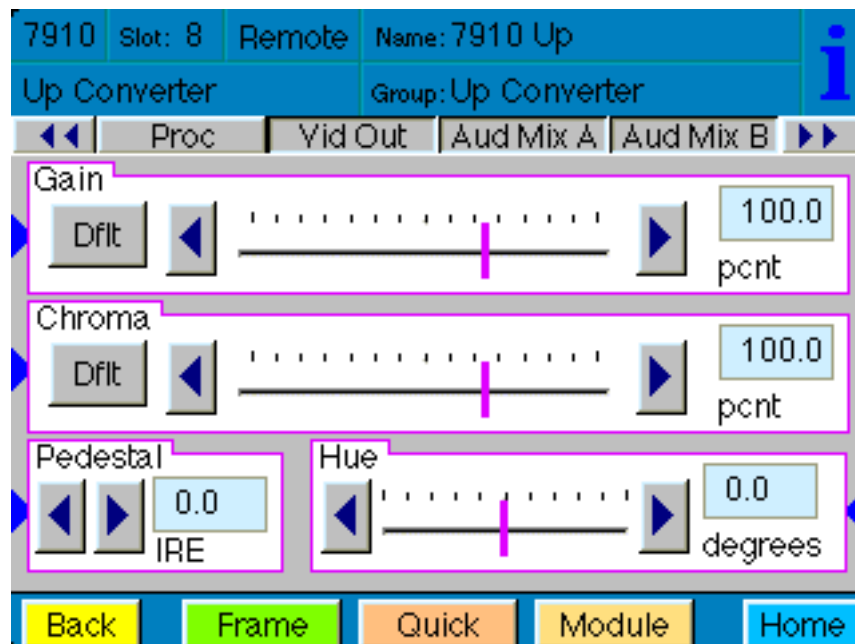 7910 Slot: 8 Remote Name: 7910 Up
i
Up Converter Group: Up Converter
Proc Vid Out Aud Mix A Aud Mix B
Gain
Dflt 100.0
pcnt
Chroma
Dflt 100.0
pcnt
Pedestal Hue
0.0 0.0
IRE degrees
Back Frame Quick Module Home